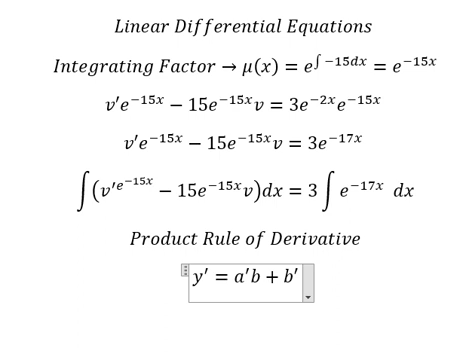 Linear Differential Equations
Integrating Factor → μ(x) = e^{∫ −15dx} = e^{−15x}
v′e^{−15x} − 15e^{−15x}v = 3e^{−2x}e^{−15x}
v′e^{−15x} − 15e^{−15x}v = 3e^{−17x}
∫(v′^{e^{−15x}} − 15e^{−15x}v)dx = 3∫ e^{−17x} dx
Product Rule of Derivative
y′ = a′b + b′